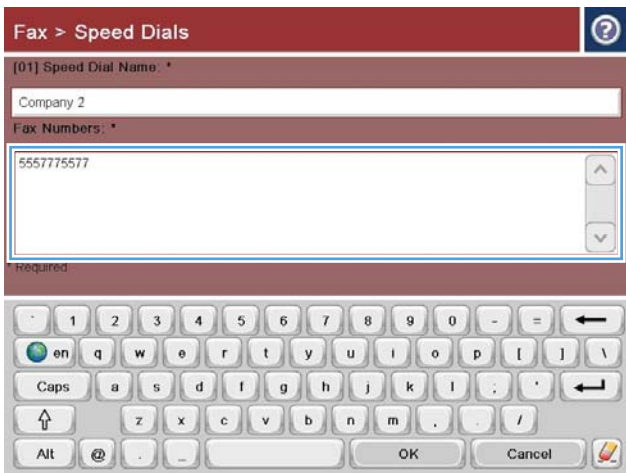 Fax > Speed Dials
[01] Speed Dial Name: *
Company 2
Fax Numbers: *
5557775577
* Required
` 1 2 3 4 5 6 7 8 9 0 - =
en q w e r t y u i o p [ ] \
Caps a s d f g h j k l ; '
z x c v b n m , . /
Alt @ . _ OK Cancel